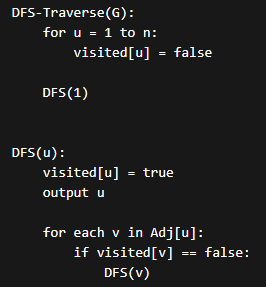 DFS-Traverse(G):
    for u = 1 to n:
        visited[u] = false

    DFS(1)


DFS(u):
    visited[u] = true
    output u

    for each v in Adj[u]:
        if visited[v] == false:
            DFS(v)